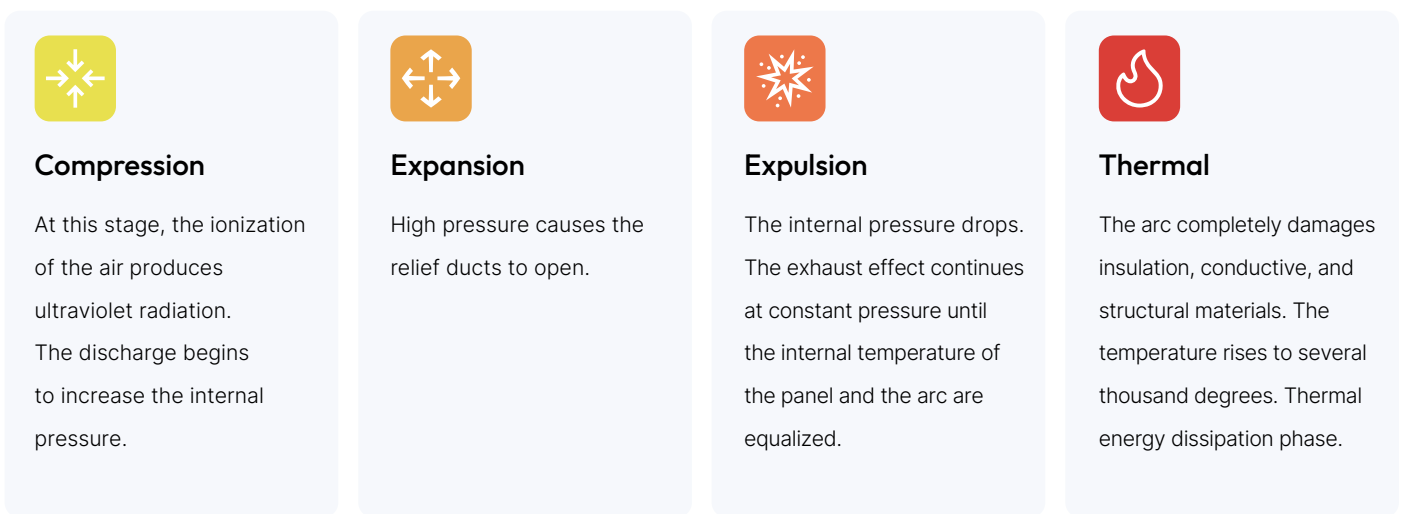 Compression
At this stage, the ionization
of the air produces
ultraviolet radiation.
The discharge begins
to increase the internal
pressure.
Expansion
High pressure causes the
relief ducts to open.
Expulsion
The internal pressure drops.
The exhaust effect continues
at constant pressure until
the internal temperature of
the panel and the arc are
equalized.
Thermal
The arc completely damages
insulation, conductive, and
structural materials. The
temperature rises to several
thousand degrees. Thermal
energy dissipation phase.